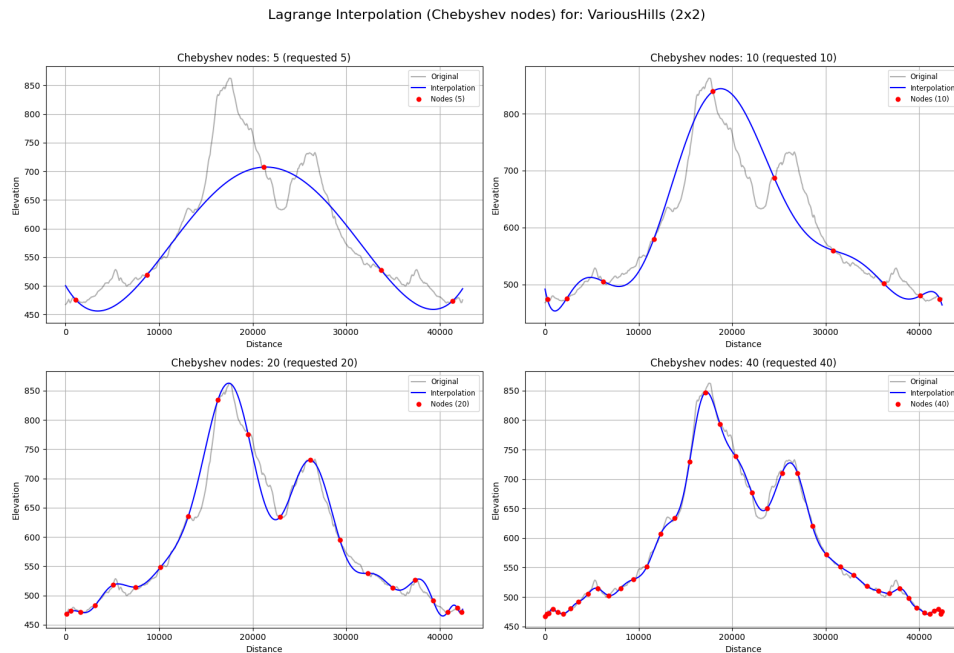 Lagrange Interpolation (Chebyshev nodes) for: VariousHills (2x2)
Chebyshev nodes: 5 (requested 5)
850
800
750
700
650
600
550
500
450
Elevation
0 10000 20000 30000 40000
Distance
Original
Interpolation
Nodes (5)
Chebyshev nodes: 10 (requested 10)
800
700
600
500
Elevation
0 10000 20000 30000 40000
Distance
Original
Interpolation
Nodes (10)
Chebyshev nodes: 20 (requested 20)
850
800
750
700
650
600
550
500
450
Elevation
0 10000 20000 30000 40000
Distance
Original
Interpolation
Nodes (20)
Chebyshev nodes: 40 (requested 40)
850
800
750
700
650
600
550
500
450
Elevation
0 10000 20000 30000 40000
Distance
Original
Interpolation
Nodes (40)